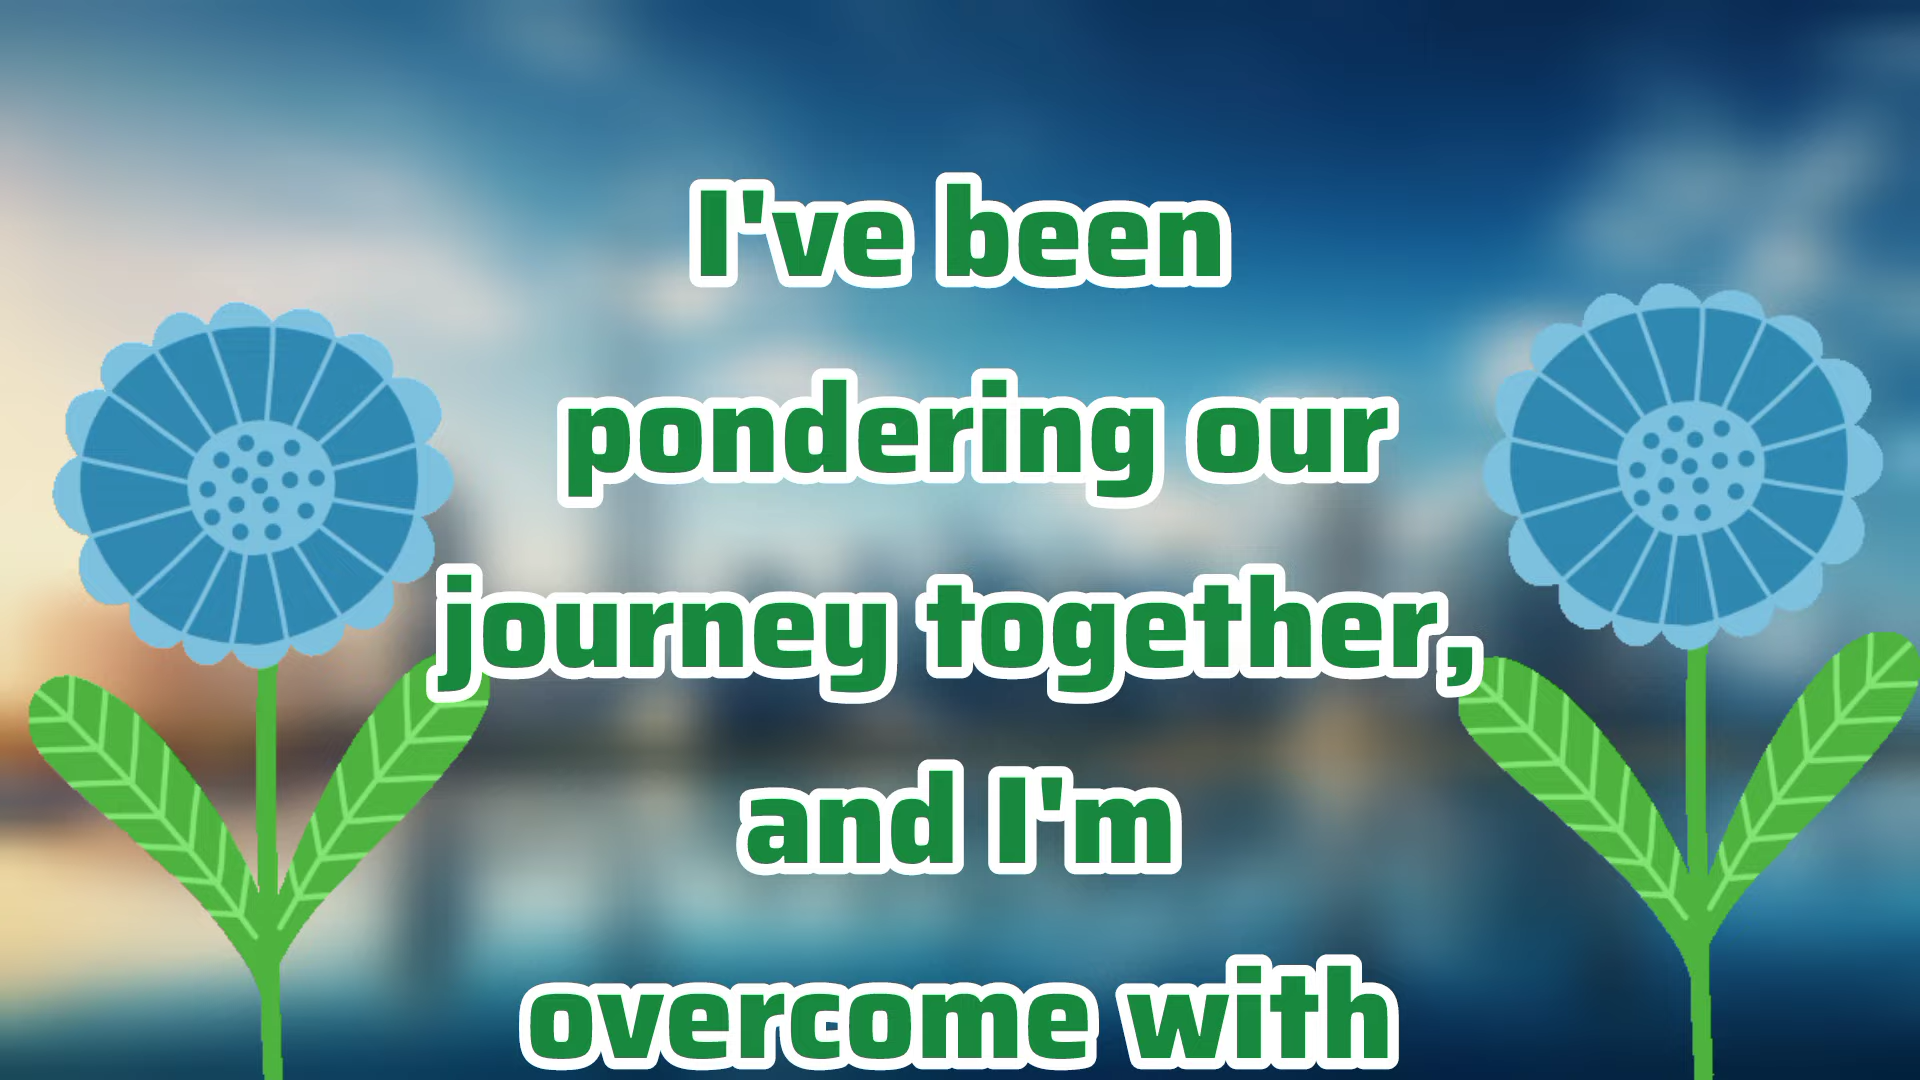 I've been
pondering our
journey together,
and I'm
overcome with